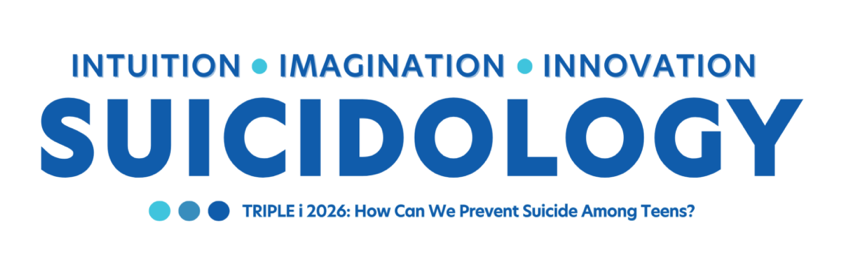 INTUITION • IMAGINATION • INNOVATION
SUICIDOLOGY
TRIPLE i 2026: How Can We Prevent Suicide Among Teens?